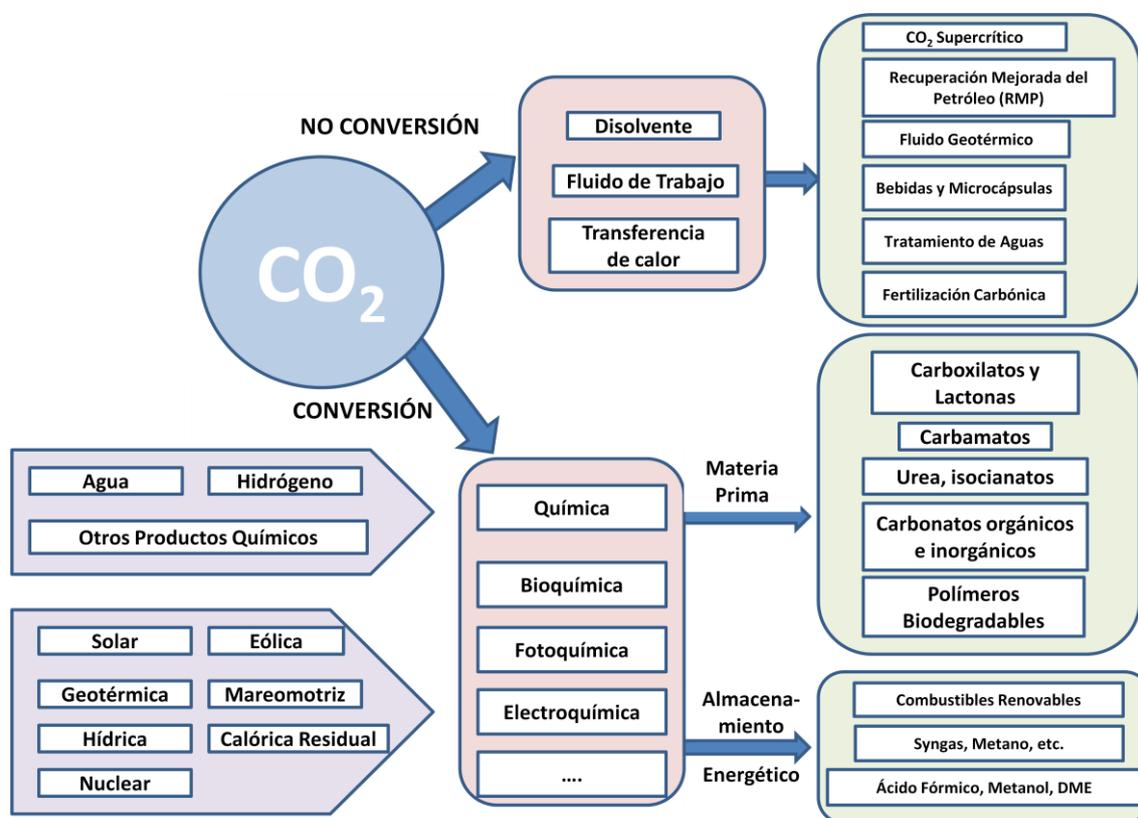 NO CONVERSIÓN
CO2
CONVERSIÓN
Disolvente
Fluido de Trabajo
Transferencia
de calor
CO2 Supercrítico
Recuperación Mejorada del
Petróleo (RMP)
Fluido Geotérmico
Bebidas y Microcápsulas
Tratamiento de Aguas
Fertilización Carbónica
Agua
Hidrógeno
Otros Productos Químicos
Solar
Eólica
Geotérmica
Mareomotriz
Hídrica
Calórica Residual
Nuclear
Química
Bioquímica
Fotoquímica
Electroquímica
....
Materia
Prima
Carboxilatos y
Lactonas
Carbamatos
Urea, isocianatos
Carbonatos orgánicos
e inorgánicos
Polímeros
Biodegradables
Almacena-
miento
Energético
Combustibles Renovables
Syngas, Metano, etc.
Ácido Fórmico, Metanol, DME